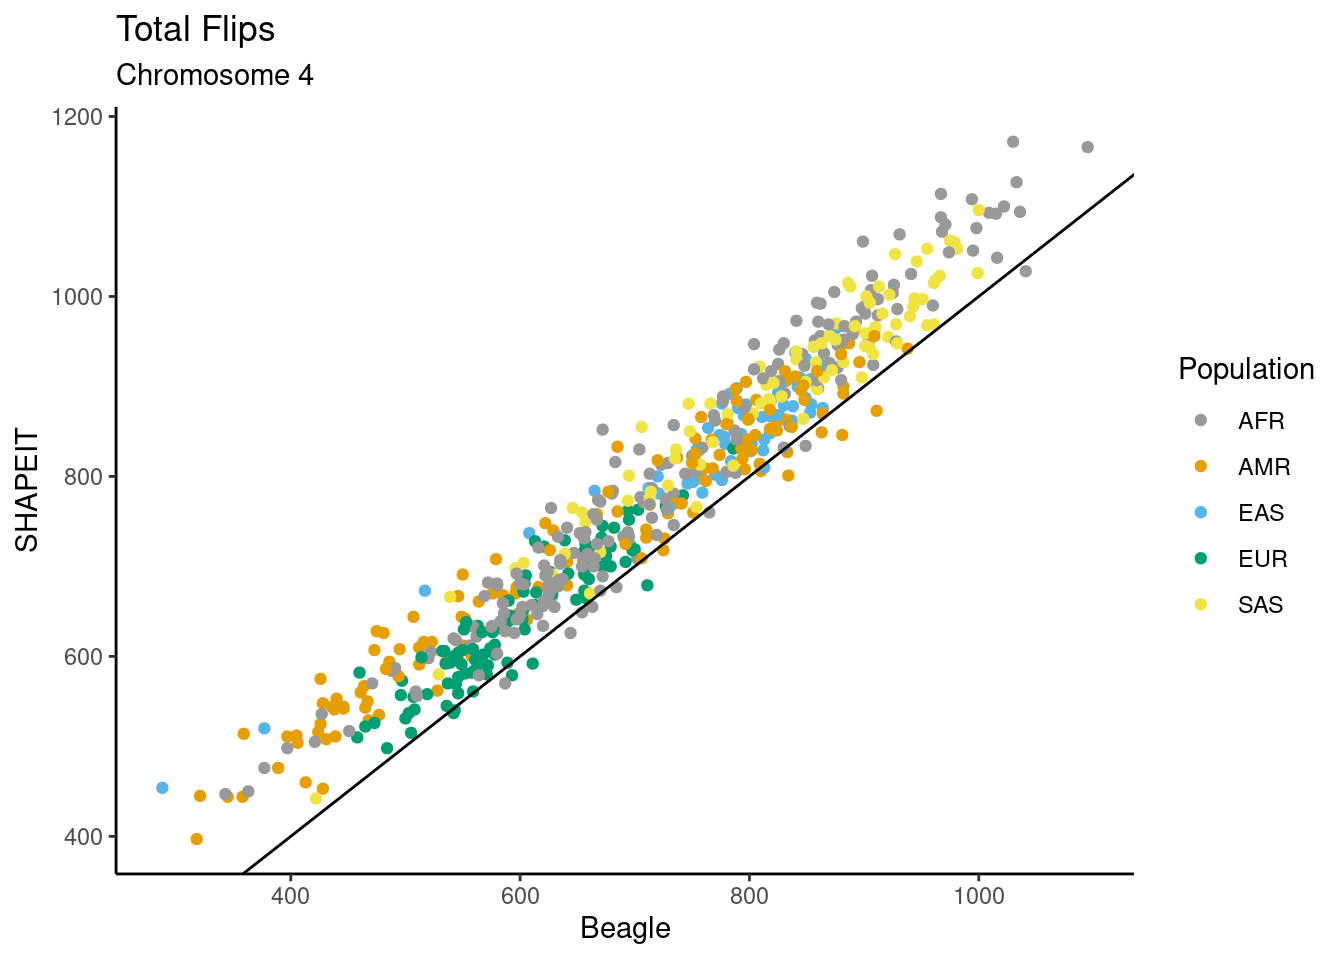 Total Flips
Chromosome 4
1200
1000
800
600
400
SHAPEIT
400 600 800 1000
Beagle
Population
AFR
AMR
EAS
EUR
SAS